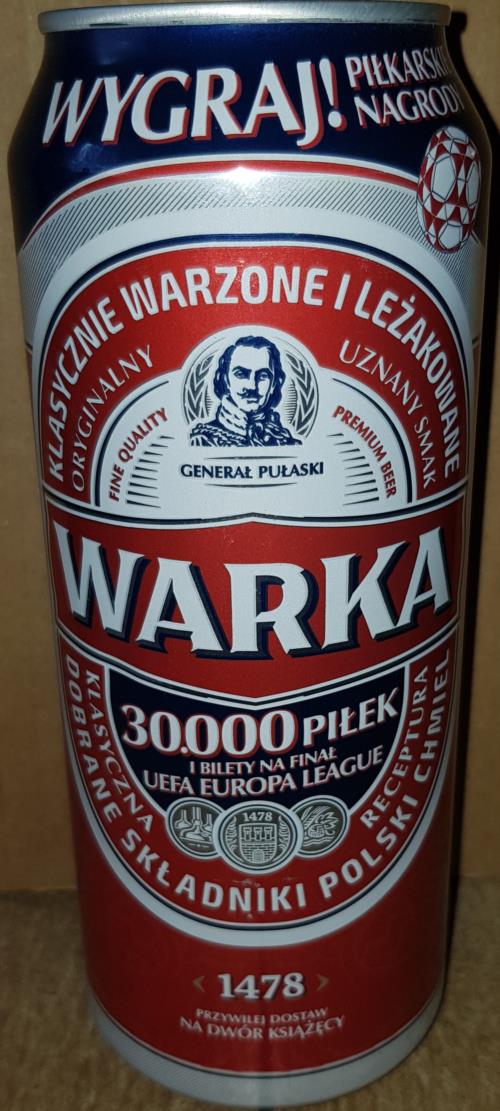 WYGRAJ! PIŁKARSKIE
NAGRODY
KLASYCZNIE WARZONE I LEŻAKOWANE
ORYGINALNY
UZNANY SMAK
FINE QUALITY
PREMIUM BEER
GENERAŁ PUŁASKI
WARKA
30.000 PIŁEK
I BILETY NA FINAŁ
UEFA EUROPA LEAGUE
KLASYCZNA
RECEPTURA
1478
DOBRANE SKŁADNIKI POLSKI CHMIEL
1478
PRZYWILEJ DOSTAW
NA DWÓR KSIĄŻĘCY